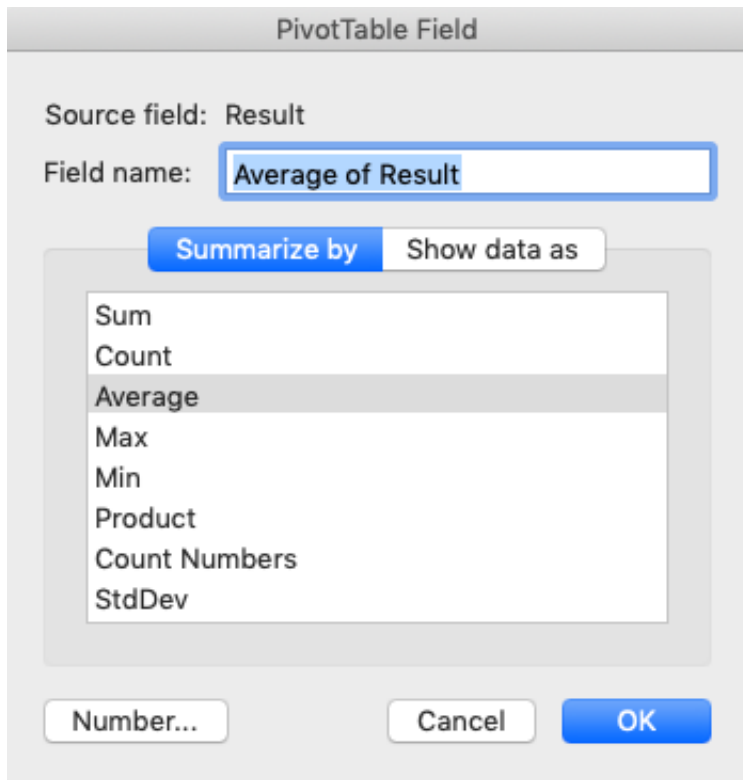 PivotTable Field
Source field: Result
Field name: Average of Result
Summarize by Show data as
Sum
Count
Average
Max
Min
Product
Count Numbers
StdDev
Number... Cancel OK